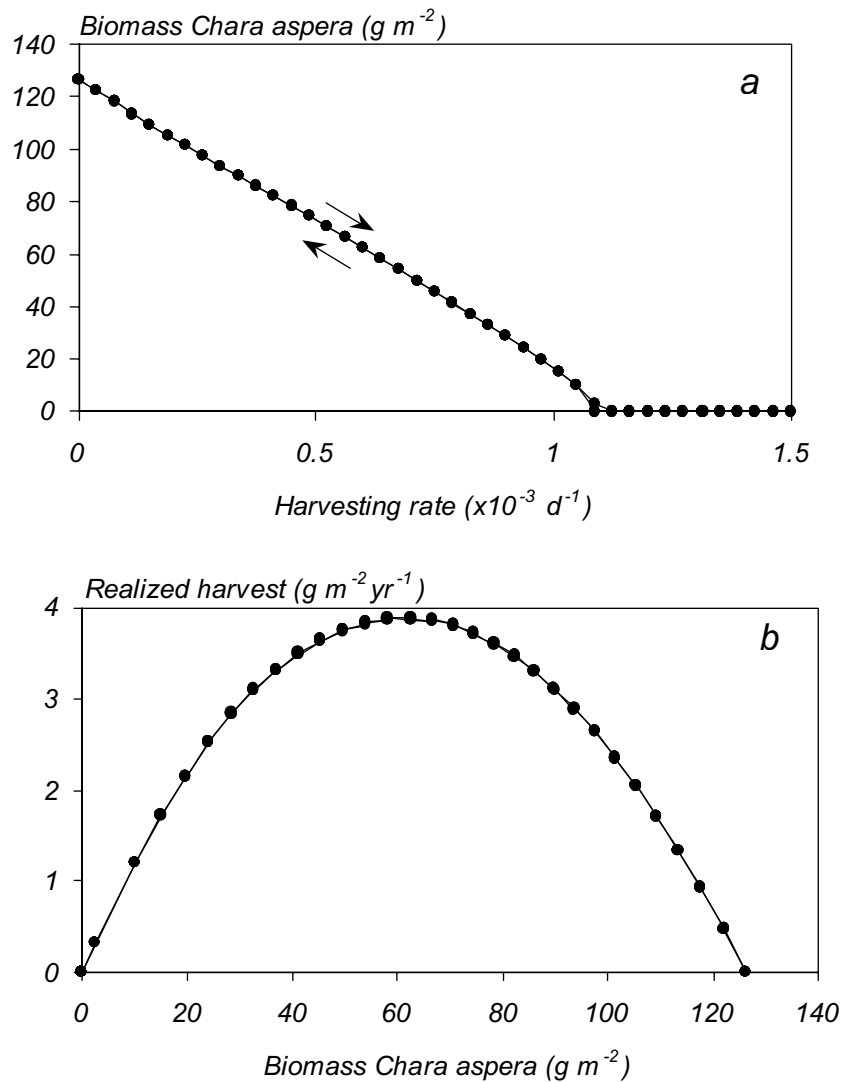 Biomass Chara aspera (g m⁻²)
140
120
100
80
60
40
20
0
a
0 0.5 1 1.5
Harvesting rate (x10⁻³ d⁻¹)
Realized harvest (g m⁻² yr⁻¹)
4
3
2
1
0
b
0 20 40 60 80 100 120 140
Biomass Chara aspera (g m⁻²)